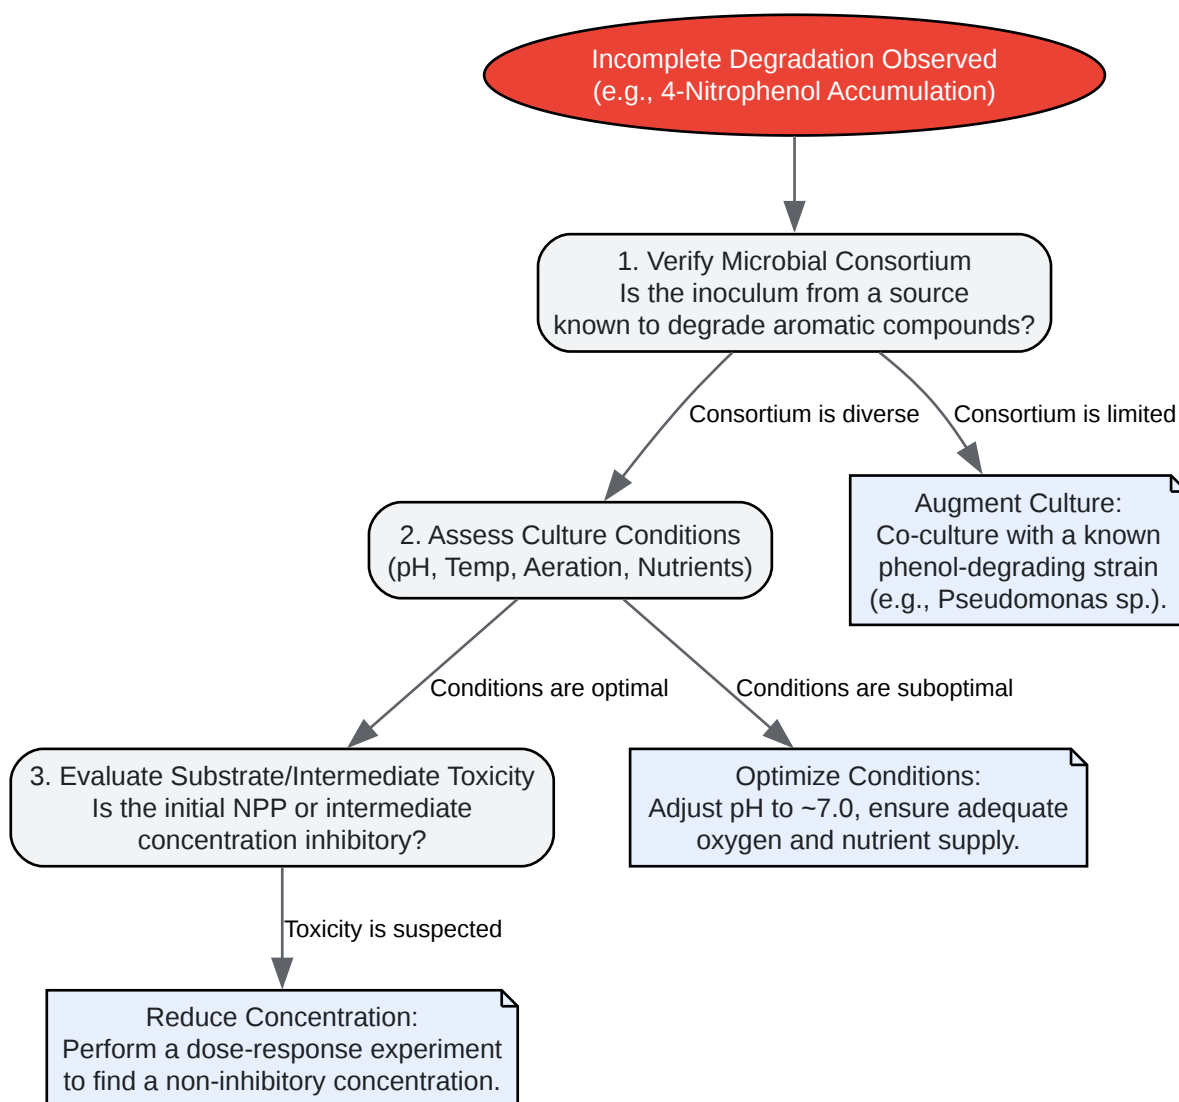 Incomplete Degradation Observed
(e.g., 4-Nitrophenol Accumulation)
1. Verify Microbial Consortium
Is the inoculum from a source
known to degrade aromatic compounds?
Consortium is diverse
Consortium is limited
Augment Culture:
Co-culture with a known
phenol-degrading strain
(e.g., Pseudomonas sp.).
2. Assess Culture Conditions
(pH, Temp, Aeration, Nutrients)
Conditions are optimal
Conditions are suboptimal
3. Evaluate Substrate/Intermediate Toxicity
Is the initial NPP or intermediate
concentration inhibitory?
Optimize Conditions:
Adjust pH to ~7.0, ensure adequate
oxygen and nutrient supply.
Toxicity is suspected
Reduce Concentration:
Perform a dose-response experiment
to find a non-inhibitory concentration.